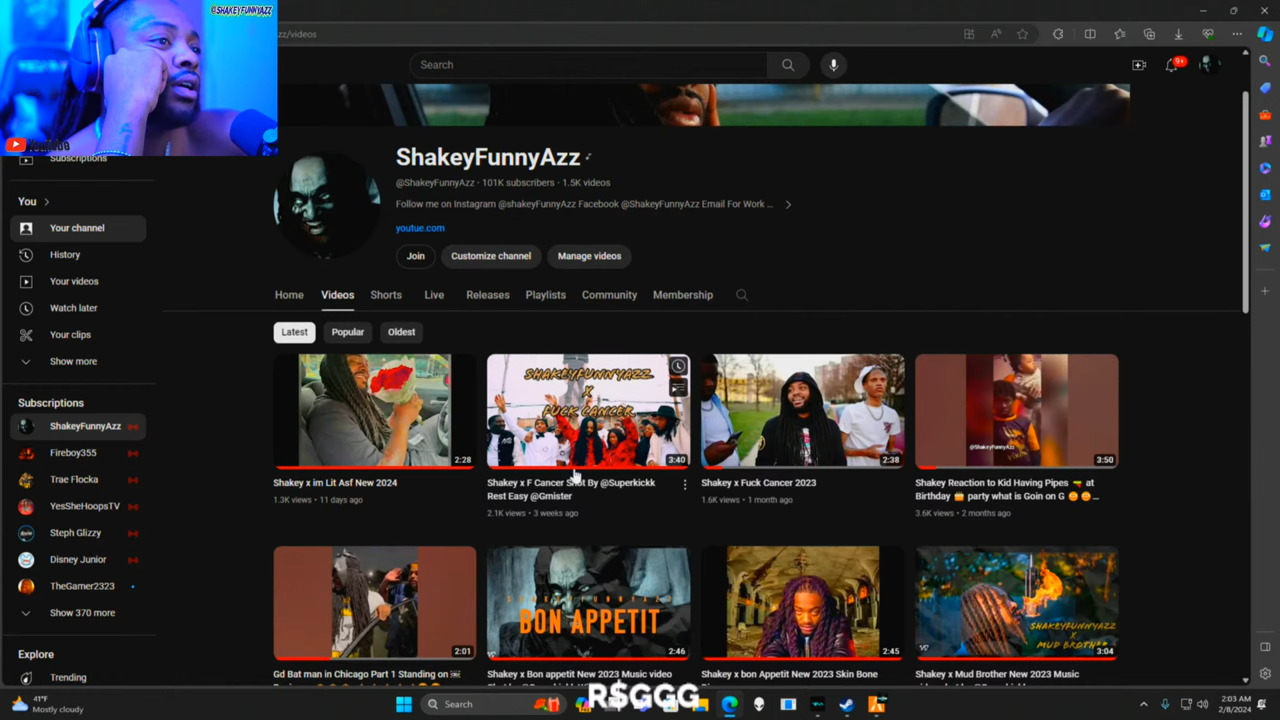 @SHAKEYFUNNYAZZ
zz/videos
Search
9+
YouTube
Subscriptions
ShakeyFunnyAzz
@ShakeyFunnyAzz · 101K subscribers · 1.5K videos
Follow me on Instagram @shakeyFunnyAzz Facebook @ShakeyFunnyAzz Email For Work ...
youtue.com
Join
Customize channel
Manage videos
You
Your channel
History
Your videos
Watch later
Your clips
Show more
Home
Videos
Shorts
Live
Releases
Playlists
Community
Membership
Latest
Popular
Oldest
Subscriptions
ShakeyFunnyAzz
Fireboy355
Trae Flocka
YesSheHoopsTV
Steph Glizzy
Disney Junior
TheGamer2323
Show 370 more
Explore
Trending
2:28
Shakey x im Lit Asf New 2024
1.3K views · 11 days ago
SHAKEYFUNNYAZZ
X
FUCK CANCER
3:40
Shakey x F Cancer Shot By @Superkickk
Rest Easy @Gmister
2.1K views · 3 weeks ago
2:38
Shakey x Fuck Cancer 2023
1.6K views · 1 month ago
@ShakeyFunnyAzz
3:50
Shakey Reaction to Kid Having Pipes 🔫 at
Birthday 🎂 party what is Goin on G 😳😳...
3.6K views · 2 months ago
2:01
Gd Bat man in Chicago Part 1 Standing on
SHAKEYFUNNYAZZ
BON APPETIT
2:46
Shakey x Bon appetit New 2023 Music video
2:45
Shakey x bon Appetit New 2023 Skin Bone
SHAKEYFUNNYAZZ
X
MUD BROTHER
3:04
Shakey x Mud Brother New 2023 Music
R$GGG
41°F
Mostly cloudy
Search
2:03 AM
2/8/2024